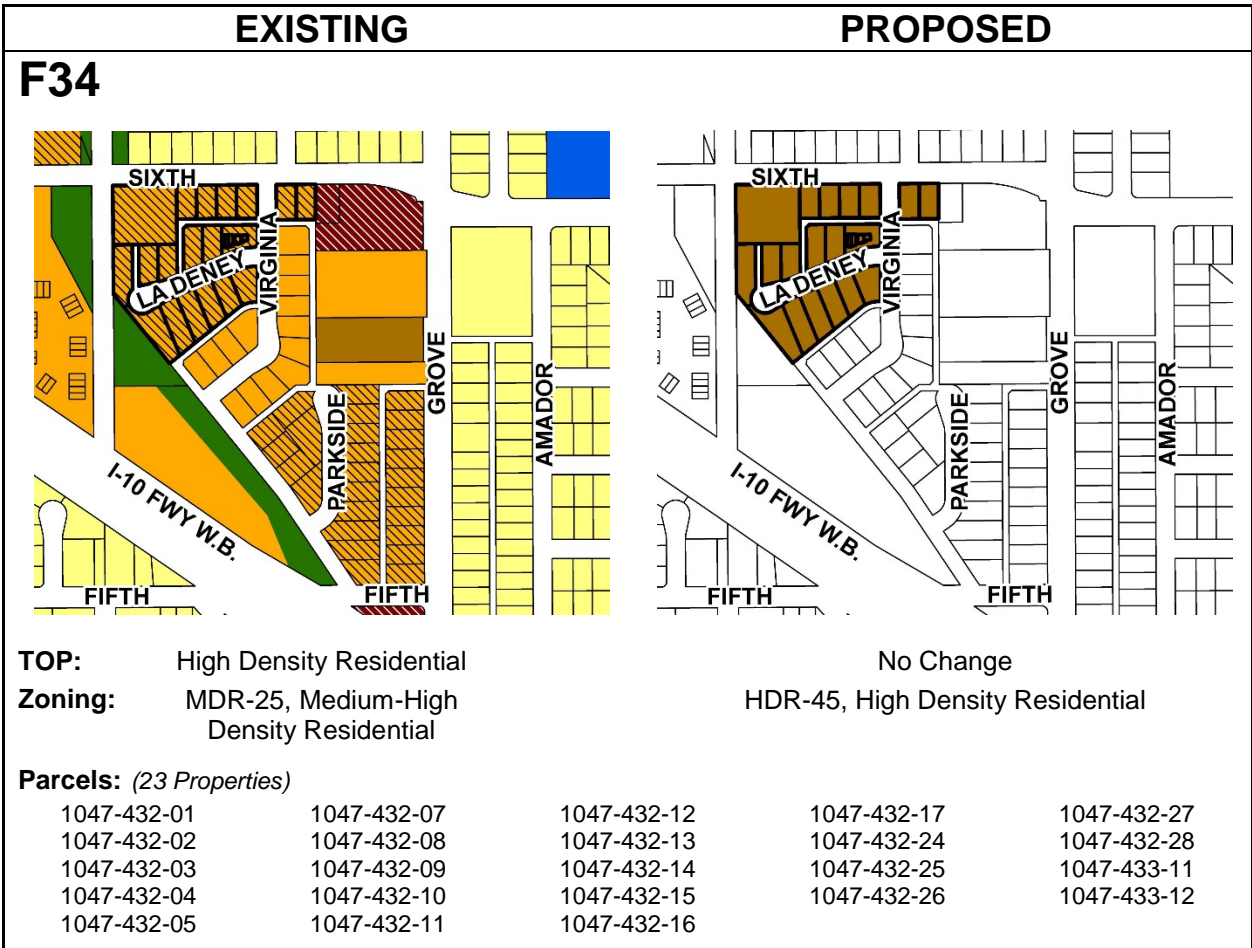 EXISTING PROPOSED
F34
SIXTH
LA DENEY
VIRGINIA
GROVE
AMADOR
PARKSIDE
I-10 FWY W.B.
FIFTH FIFTH
SIXTH
LA DENEY
VIRGINIA
GROVE
AMADOR
PARKSIDE
I-10 FWY W.B.
FIFTH FIFTH
TOP: High Density Residential No Change
Zoning: MDR-25, Medium-High HDR-45, High Density Residential
Density Residential
Parcels: (23 Properties)
1047-432-01 1047-432-07 1047-432-12 1047-432-17 1047-432-27
1047-432-02 1047-432-08 1047-432-13 1047-432-24 1047-432-28
1047-432-03 1047-432-09 1047-432-14 1047-432-25 1047-433-11
1047-432-04 1047-432-10 1047-432-15 1047-432-26 1047-433-12
1047-432-05 1047-432-11 1047-432-16